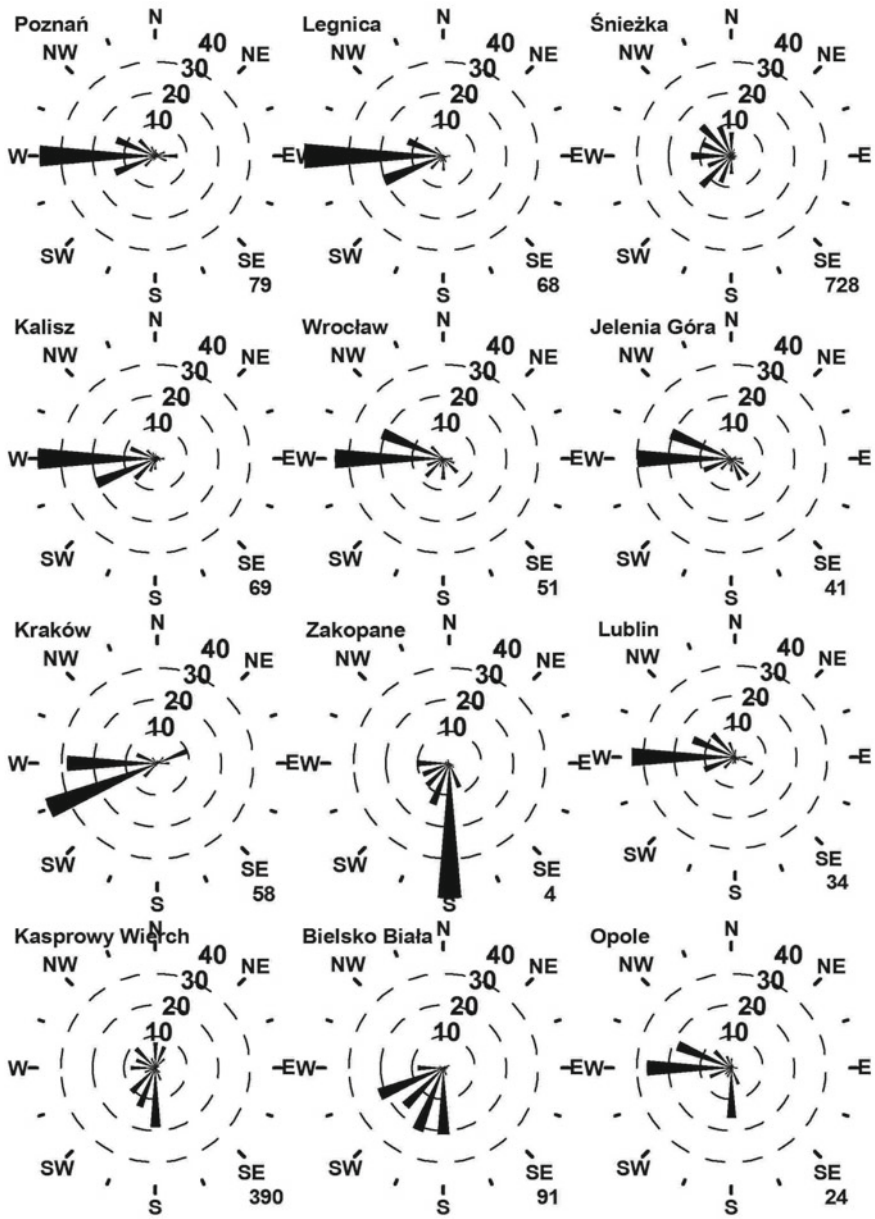 Poznań N Legnica N Śnieżka N
NW 40 NE NW 40 NE NW 40 NE
30 30 30
20 20 20
10 10 10
W E W E W E
SW SE SW SE SW SE
79 68 728
S S S
Kalisz N Wrocław N Jelenia Góra N
NW 40 NE NW 40 NE NW 40 NE
30 30 30
20 20 20
10 10 10
W E W E W E
SW SE SW SE SW SE
69 51 41
S S S
Kraków N Zakopane N Lublin N
NW 40 NE NW 40 NE NW 40 NE
30 30 30
20 20 20
10 10 10
W E W E W E
SW SE SW SE SW SE
58 4 34
S S S
Kasprowy Wierch N Bielsko Biała N Opole N
NW 40 NE NW 40 NE NW 40 NE
30 30 30
20 20 20
10 10 10
W E W E W E
SW SE SW SE SW SE
390 91 24
S S S